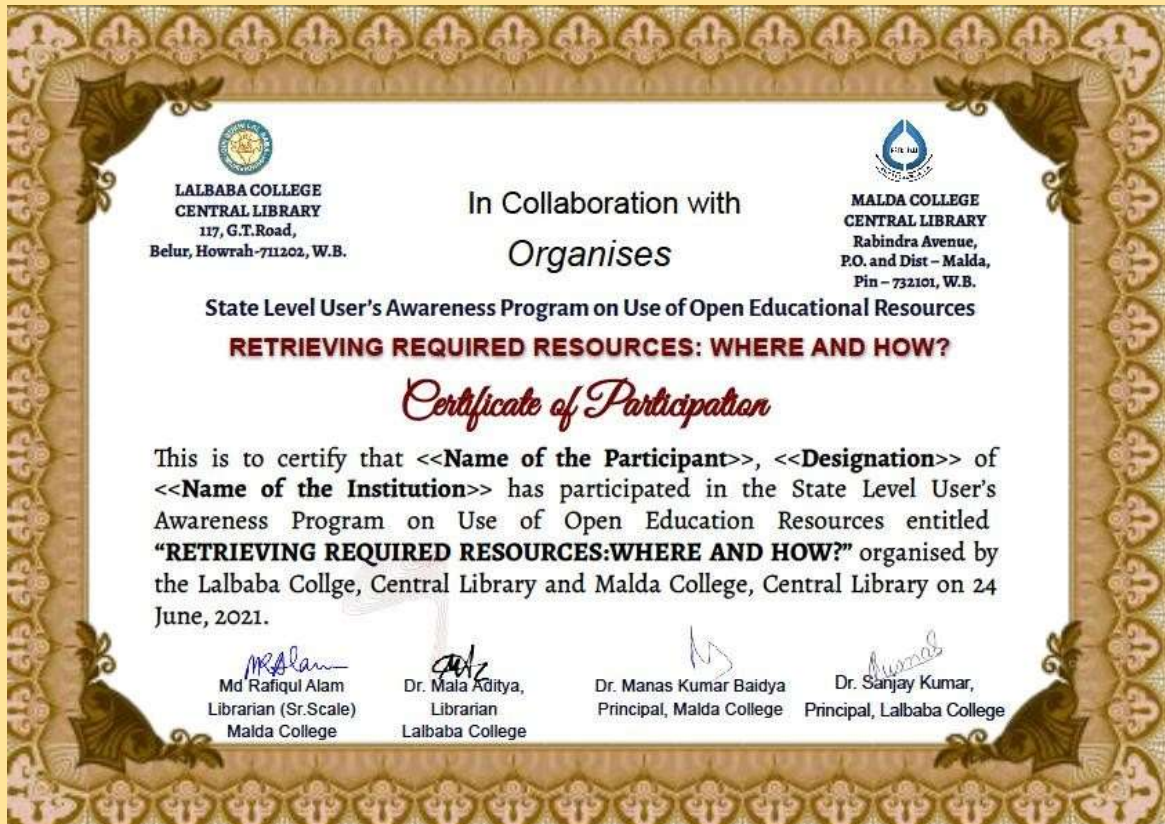 LALBABA COLLEGE
CENTRAL LIBRARY
117, G.T.Road,
Belur, Howrah-711202, W.B.
In Collaboration with
Organises
MALDA COLLEGE
CENTRAL LIBRARY
Rabindra Avenue,
P.O. and Dist – Malda,
Pin – 732101, W.B.
State Level User's Awareness Program on Use of Open Educational Resources
RETRIEVING REQUIRED RESOURCES: WHERE AND HOW?
Certificate of Participation
This is to certify that <<Name of the Participant>>, <<Designation>> of
<<Name of the Institution>> has participated in the State Level User's
Awareness Program on Use of Open Education Resources entitled
“RETRIEVING REQUIRED RESOURCES:WHERE AND HOW?” organised by
the Lalbaba Collge, Central Library and Malda College, Central Library on 24
June, 2021.
Md Rafiqul Alam
Librarian (Sr.Scale)
Malda College
Dr. Mala Aditya,
Librarian
Lalbaba College
Dr. Manas Kumar Baidya
Principal, Malda College
Dr. Sanjay Kumar,
Principal, Lalbaba College